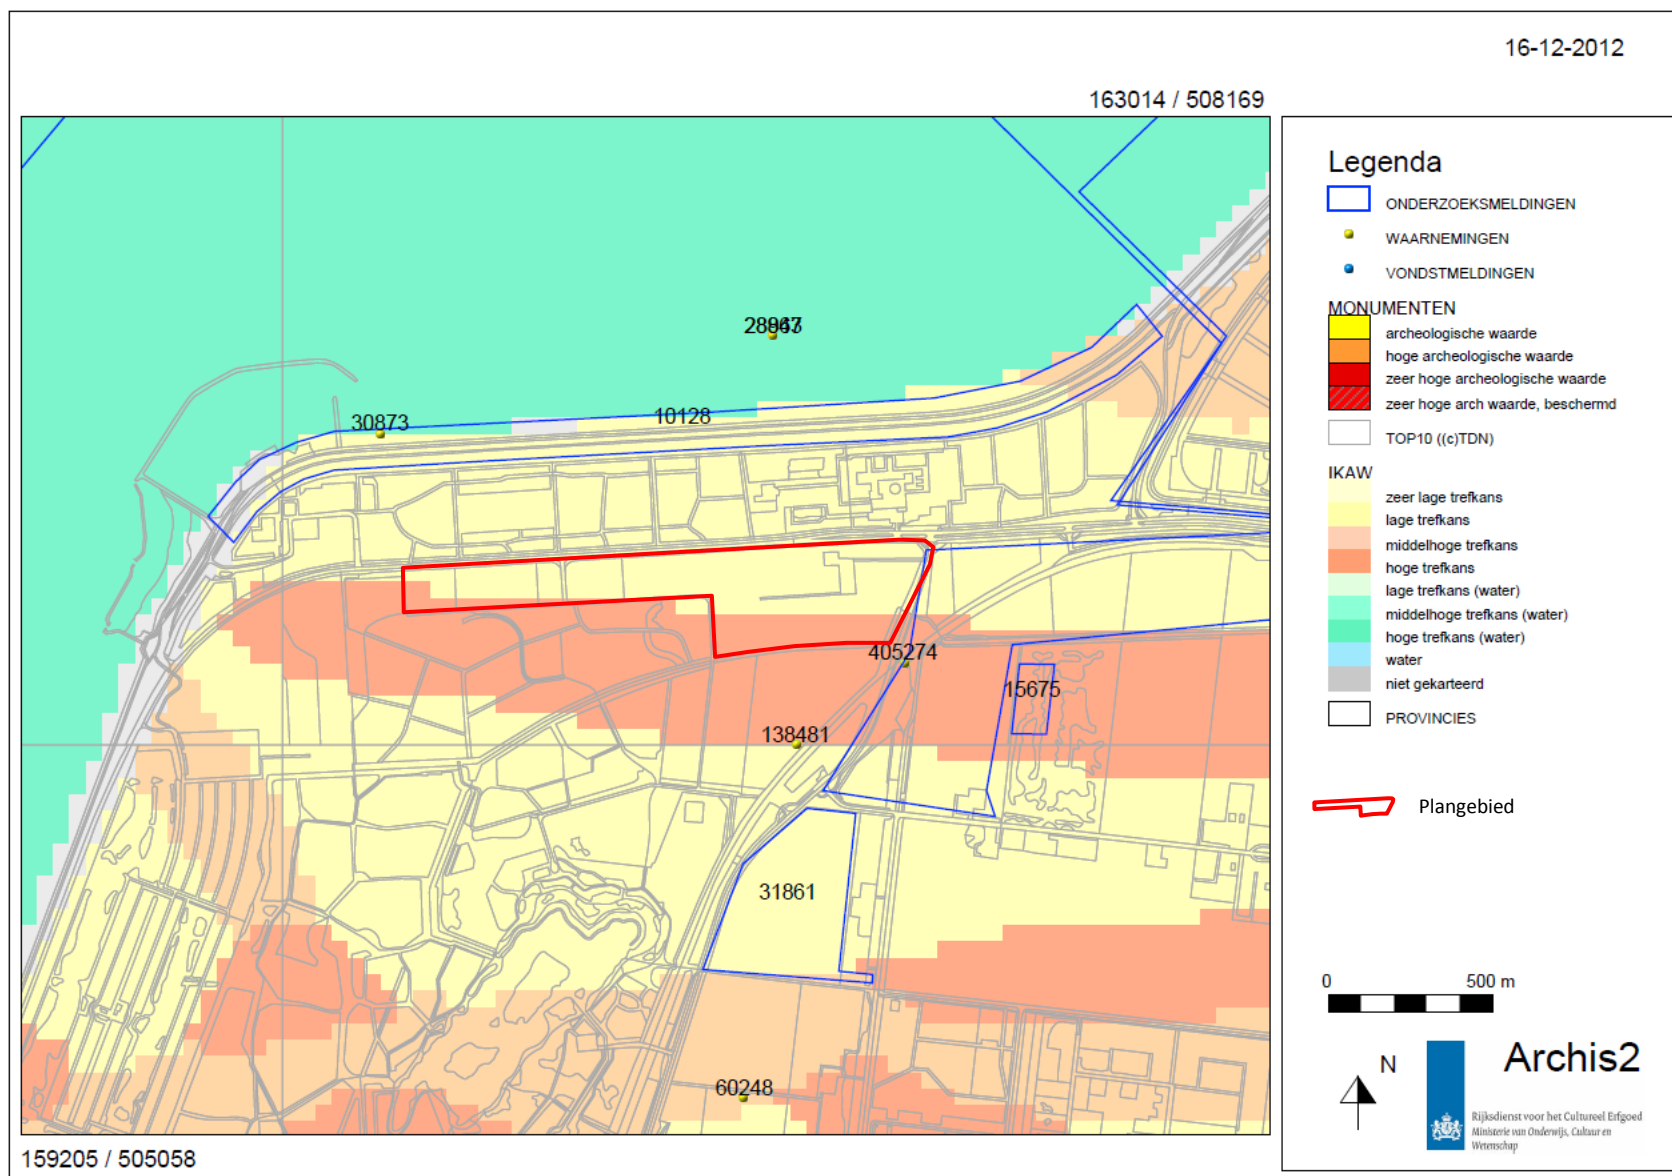 16-12-2012
163014 / 508169
30873
10128
405274
15675
138481
31861
60248
159205 / 505058
Legenda
ONDERZOEKSMELDINGEN
WAARNEMINGEN
VONDSTMELDINGEN
MONUMENTEN
archeologische waarde
hoge archeologische waarde
zeer hoge archeologische waarde
zeer hoge arch waarde, beschermd
TOP10 ((c)TDN)
IKAW
zeer lage trefkans
lage trefkans
middelhoge trefkans
hoge trefkans
lage trefkans (water)
middelhoge trefkans (water)
hoge trefkans (water)
water
niet gekarteerd
PROVINCIES
Plangebied
0 500 m
N
Archis2
Rijksdienst voor het Cultureel Erfgoed
Ministerie van Onderwijs, Cultuur en
Wetenschap